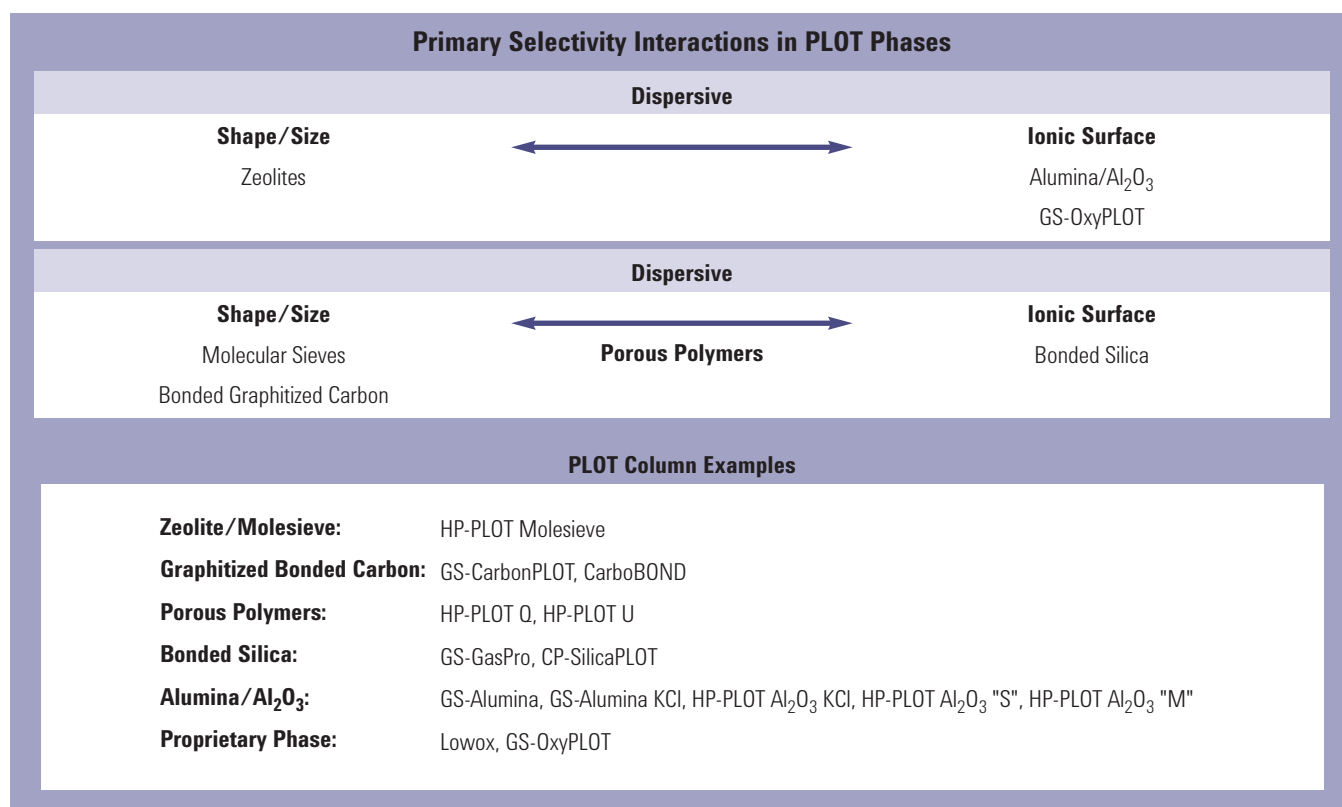 Primary Selectivity Interactions in PLOT Phases
Dispersive
Shape/Size Ionic Surface
Zeolites Alumina/Al₂O₃
GS-OxyPLOT
Dispersive
Shape/Size Ionic Surface
Molecular Sieves Porous Polymers Bonded Silica
Bonded Graphitized Carbon
PLOT Column Examples
Zeolite/Molesieve: HP-PLOT Molesieve
Graphitized Bonded Carbon: GS-CarbonPLOT, CarboBOND
Porous Polymers: HP-PLOT Q, HP-PLOT U
Bonded Silica: GS-GasPro, CP-SilicaPLOT
Alumina/Al₂O₃: GS-Alumina, GS-Alumina KCl, HP-PLOT Al₂O₃ KCl, HP-PLOT Al₂O₃ "S", HP-PLOT Al₂O₃ "M"
Proprietary Phase: Lowox, GS-OxyPLOT